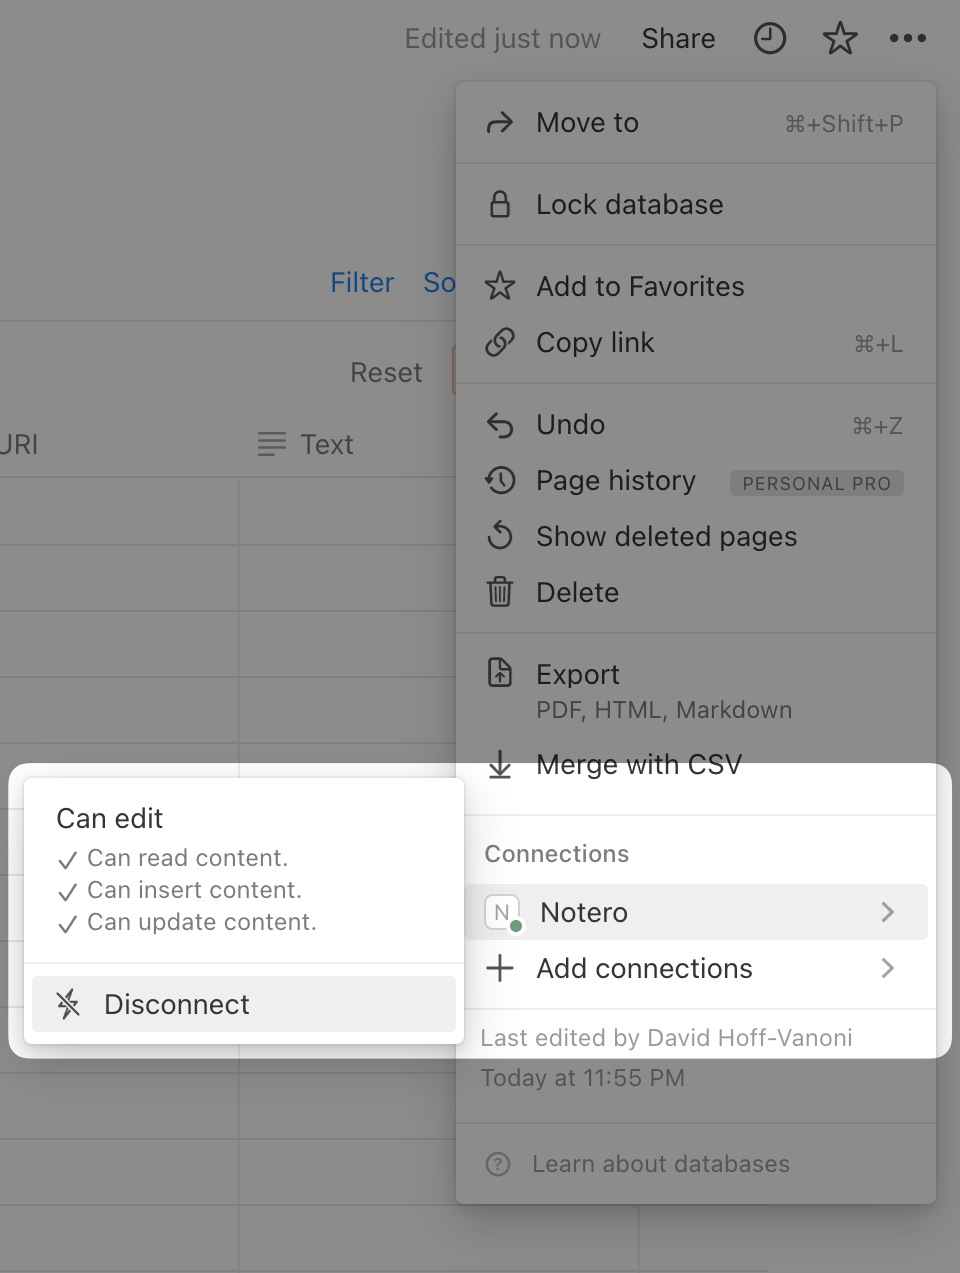 Edited just now Share
Move to ⌘+Shift+P
Lock database
Filter So
Add to Favorites
Copy link ⌘+L
Reset
Undo ⌘+Z
URI Text
Page history PERSONAL PRO
Show deleted pages
Delete
Export
PDF, HTML, Markdown
Merge with CSV
Can edit
✓ Can read content.
✓ Can insert content.
✓ Can update content.
Disconnect
Connections
N Notero
Add connections
Last edited by David Hoff-Vanoni
Today at 11:55 PM
? Learn about databases